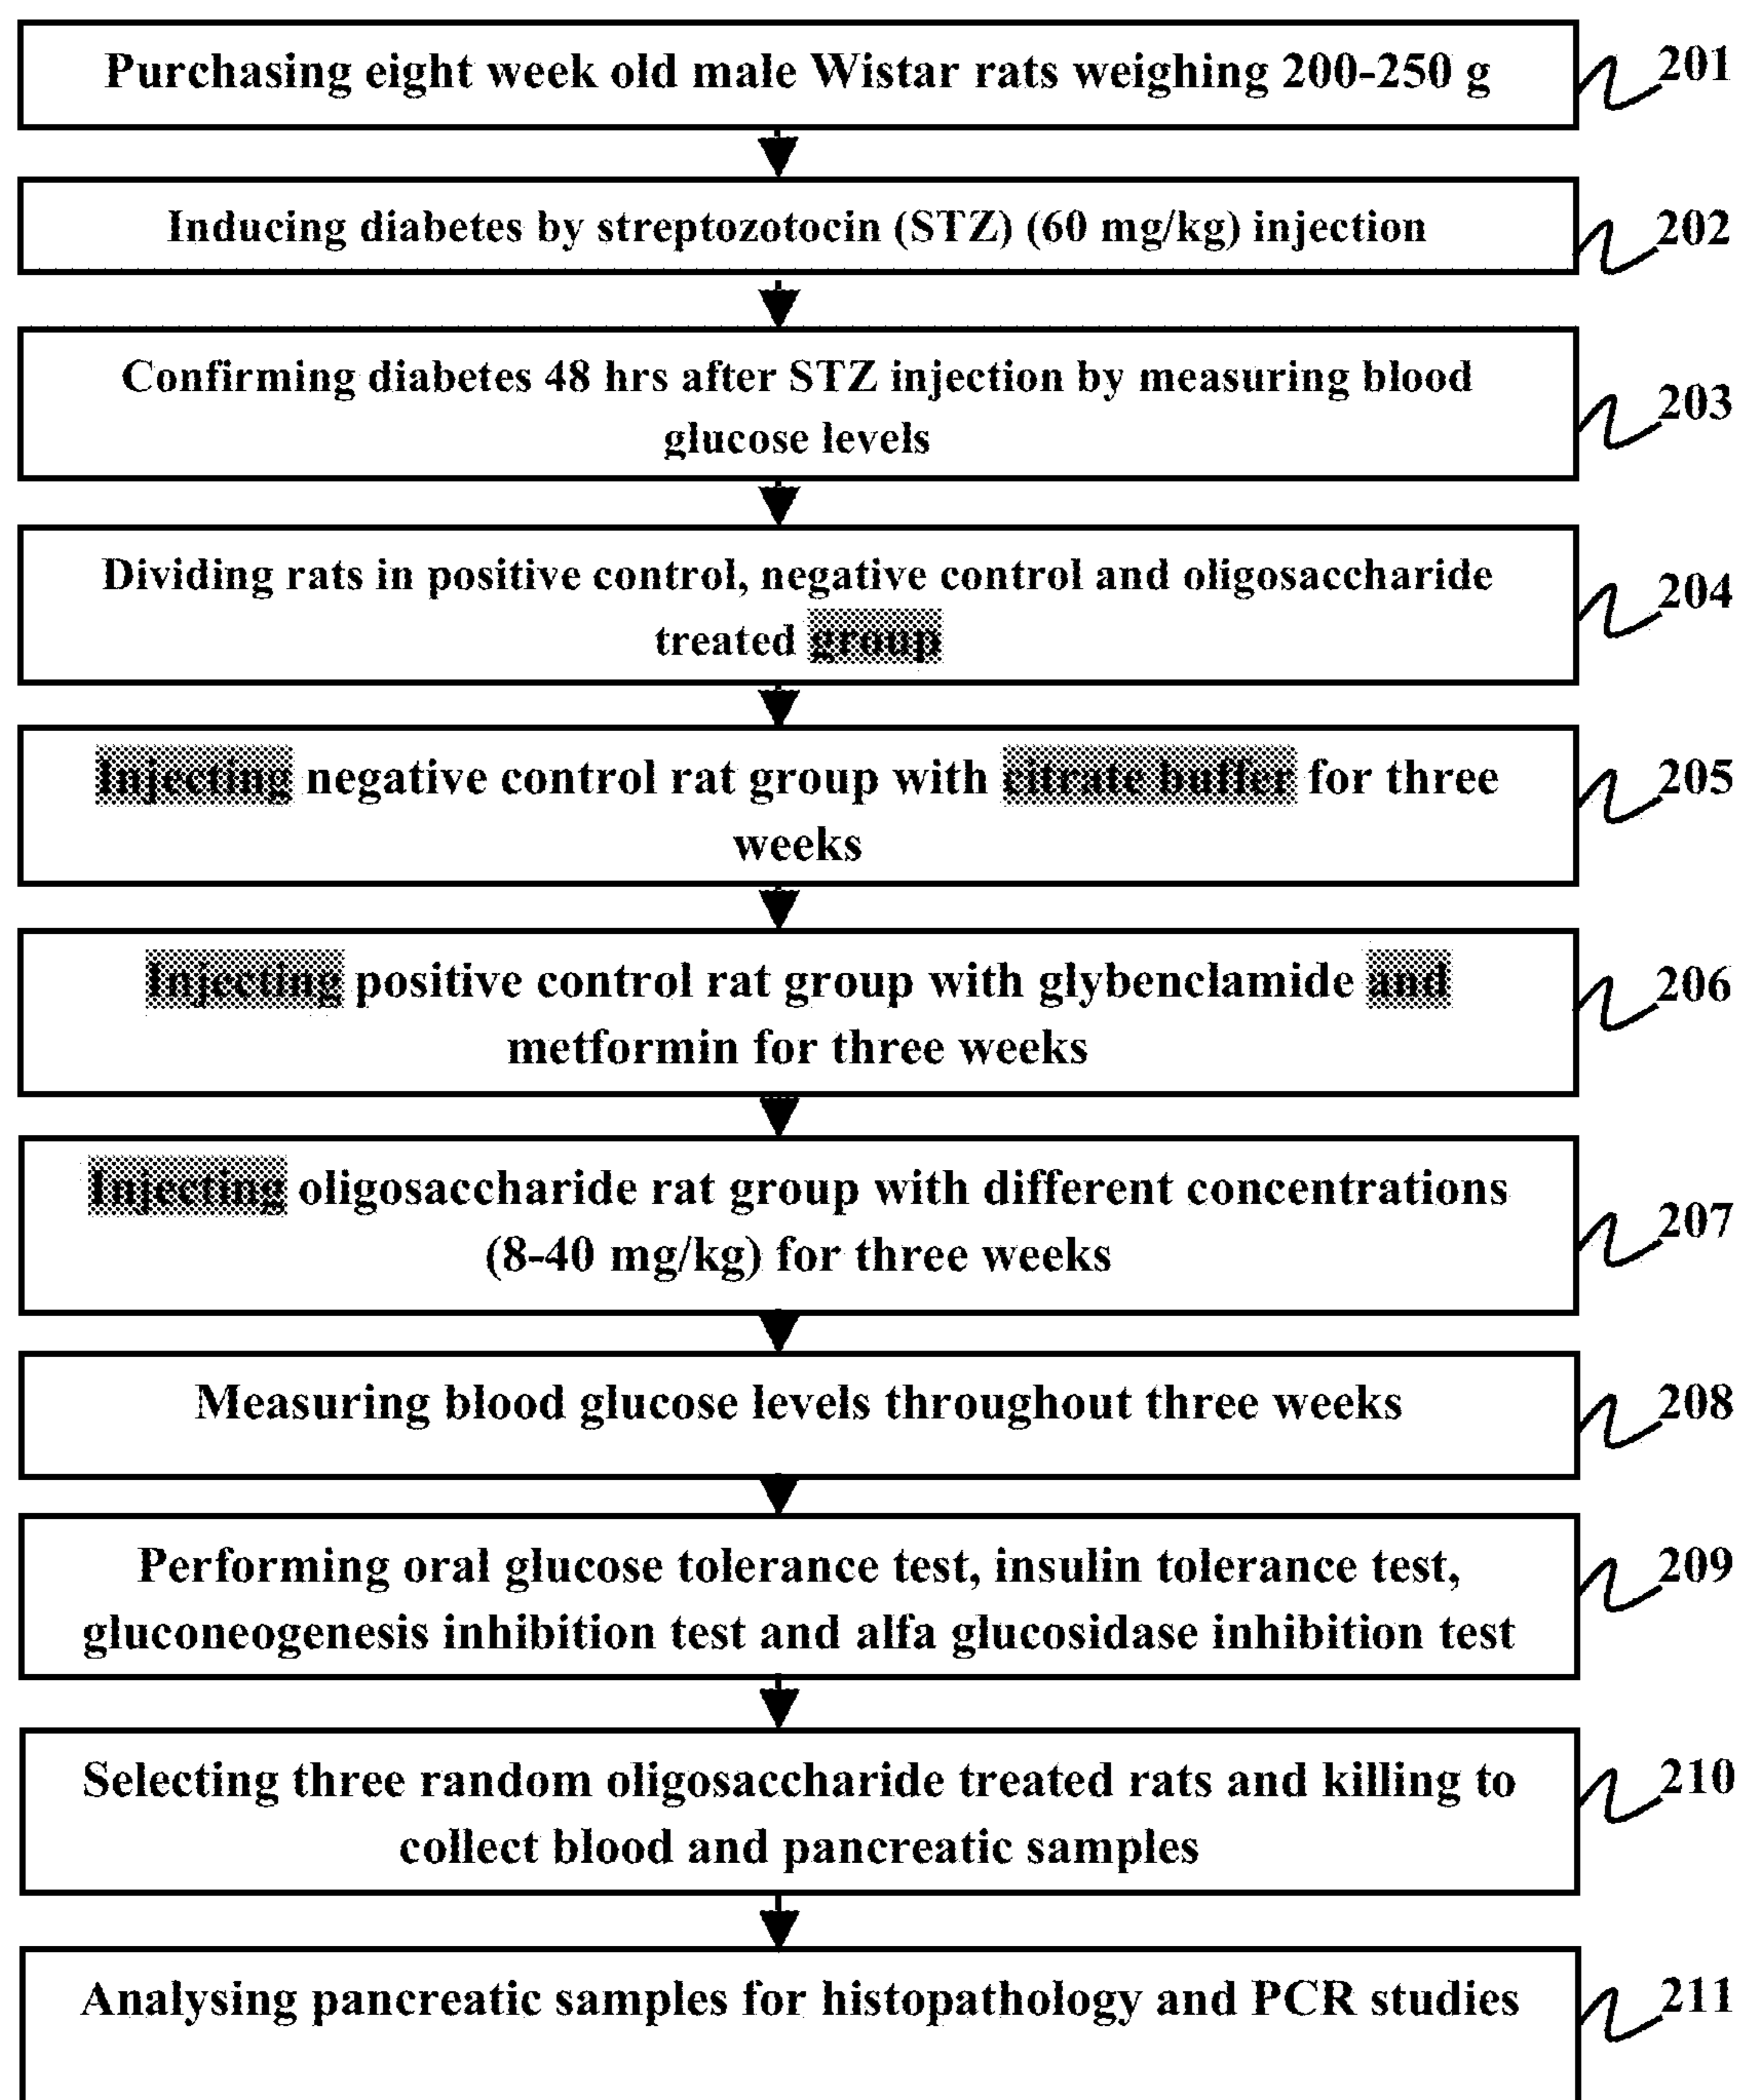 Purchasing eight week old male Wistar rats weighing 200-250 g
201
Inducing diabetes by streptozotocin (STZ) (60 mg/kg) injection
202
Confirming diabetes 48 hrs after STZ injection by measuring blood
glucose levels
203
Dividing rats in positive control, negative control and oligosaccharide
treated group
204
Injecting negative control rat group with citrate buffer for three
weeks
205
Injecting positive control rat group with glybenclamide and
metformin for three weeks
206
Injecting oligosaccharide rat group with different concentrations
(8-40 mg/kg) for three weeks
207
Measuring blood glucose levels throughout three weeks
208
Performing oral glucose tolerance test, insulin tolerance test,
gluconeogenesis inhibition test and alfa glucosidase inhibition test
209
Selecting three random oligosaccharide treated rats and killing to
collect blood and pancreatic samples
210
Analysing pancreatic samples for histopathology and PCR studies
211